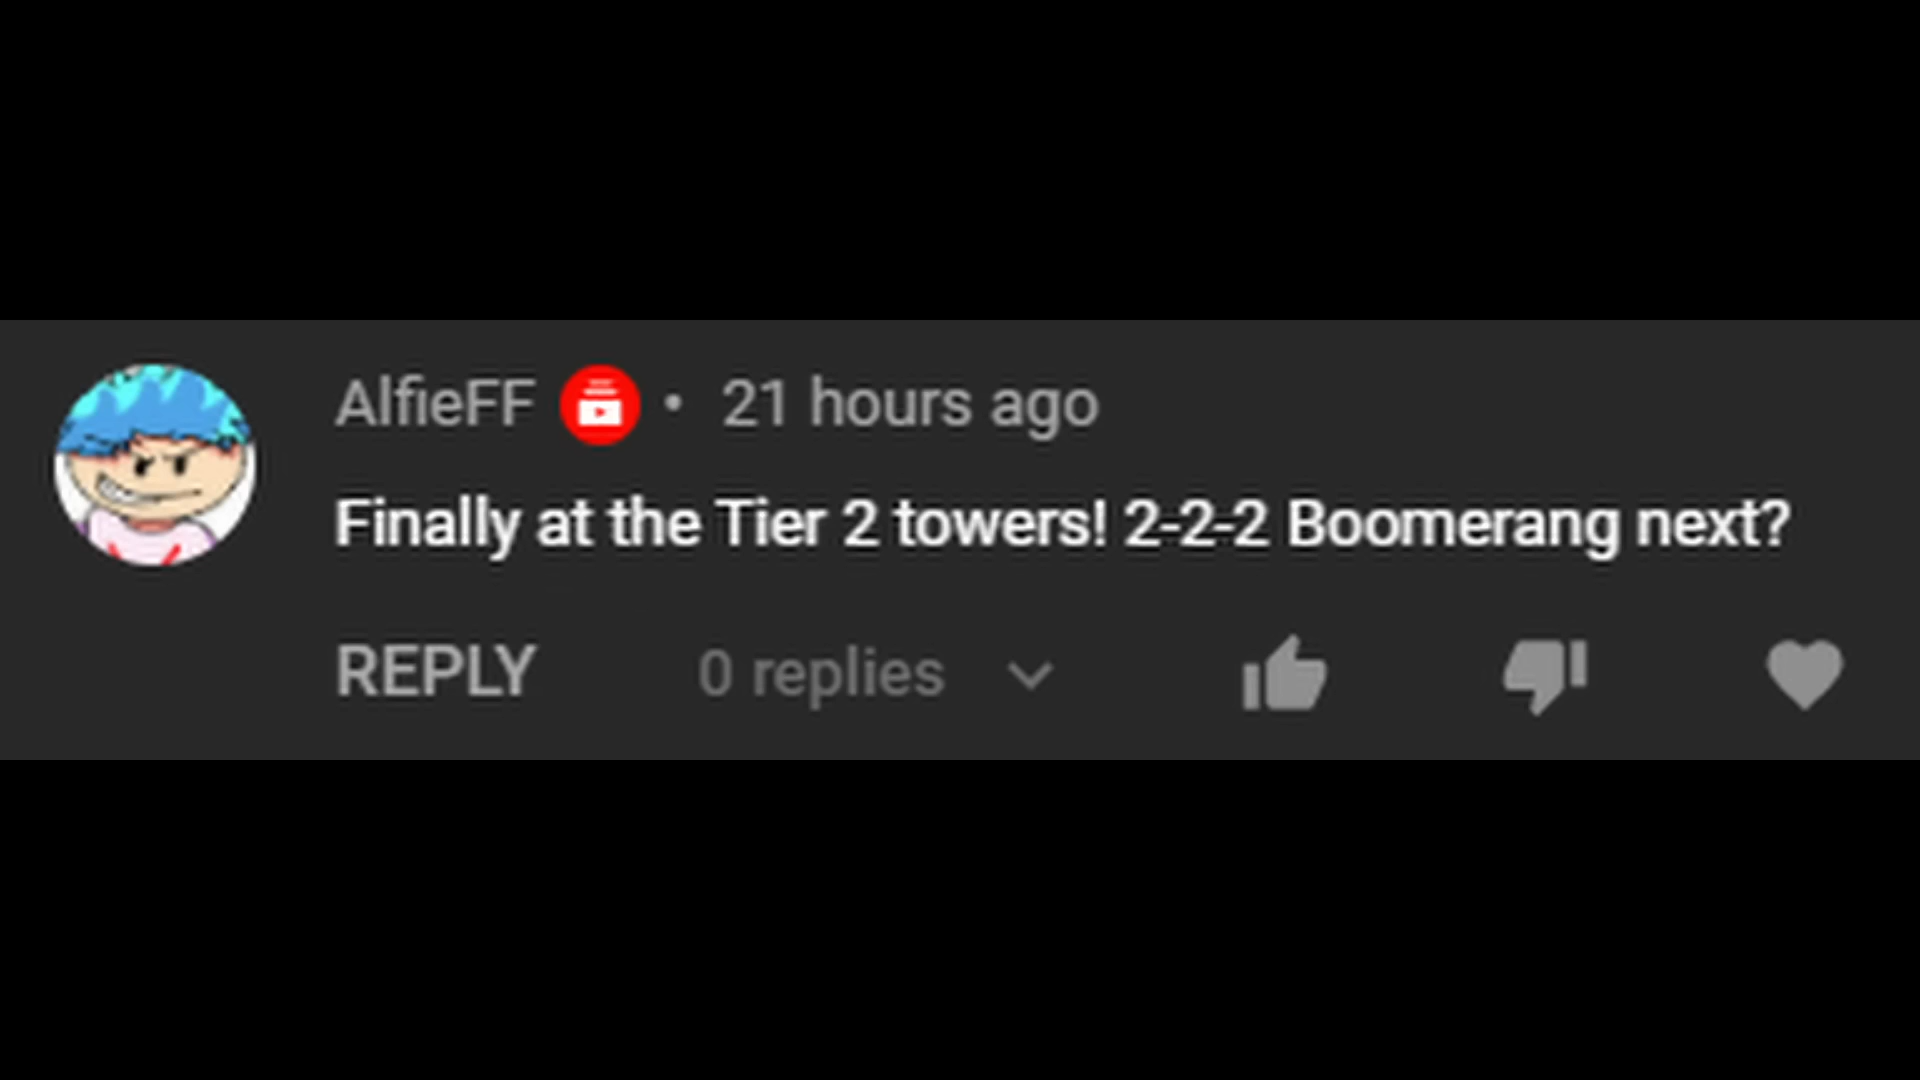 AlfieFF • 21 hours ago
Finally at the Tier 2 towers! 2-2-2 Boomerang next?
REPLY 0 replies